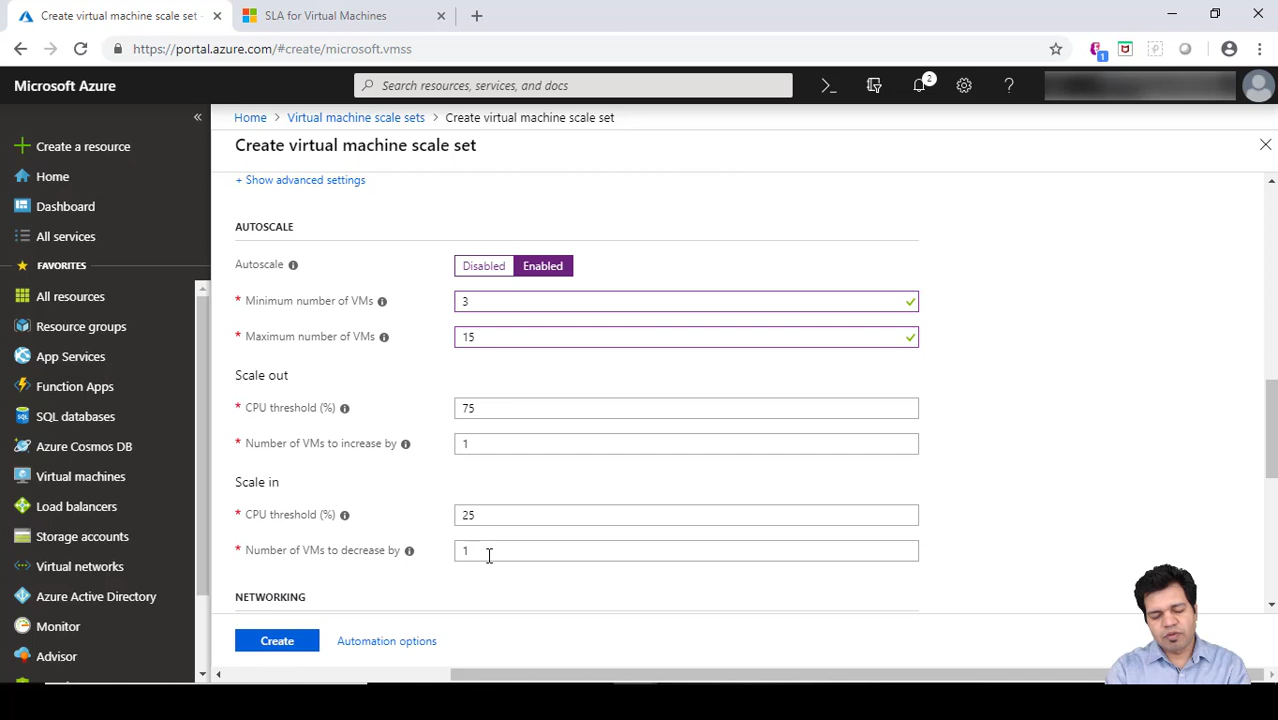 Create virtual machine scale set -
SLA for Virtual Machines
https://portal.azure.com/#create/microsoft.vmss
1
Microsoft Azure
Search resources, services, and docs
2
Create a resource
Home
Dashboard
All services
FAVORITES
All resources
Resource groups
App Services
Function Apps
SQL databases
Azure Cosmos DB
Virtual machines
Load balancers
Storage accounts
Virtual networks
Azure Active Directory
Monitor
Advisor
Home > Virtual machine scale sets > Create virtual machine scale set
Create virtual machine scale set
+ Show advanced settings
AUTOSCALE
Autoscale Disabled Enabled
* Minimum number of VMs 3
* Maximum number of VMs 15
Scale out
* CPU threshold (%) 75
* Number of VMs to increase by 1
Scale in
* CPU threshold (%) 25
* Number of VMs to decrease by 1
NETWORKING
Create Automation options